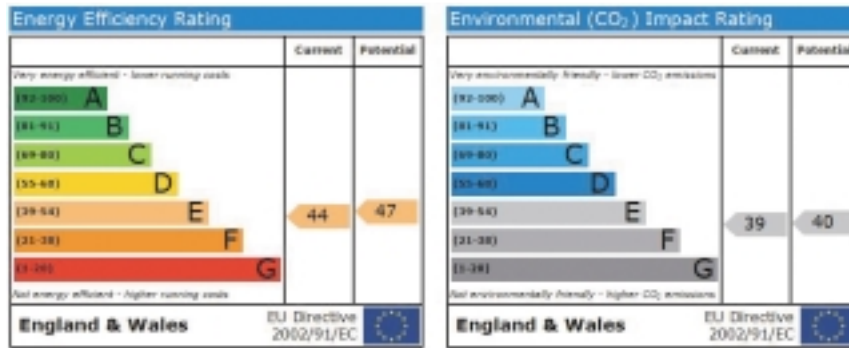 Energy Efficiency Rating
Current Potential
Very energy efficient - lower running costs
(92-100) A
(81-91) B
(69-80) C
(55-68) D
(39-54) E
(21-38) F
(1-20) G
44
47
Not energy efficient - higher running costs
England & Wales
EU Directive
2002/91/EC
Environmental (CO₂) Impact Rating
Current Potential
Very environmentally friendly - lower CO₂ emissions
(92-100) A
(81-91) B
(69-80) C
(55-68) D
(39-54) E
(21-38) F
(1-20) G
39
40
Not environmentally friendly - higher CO₂ emissions
England & Wales
EU Directive
2002/91/EC